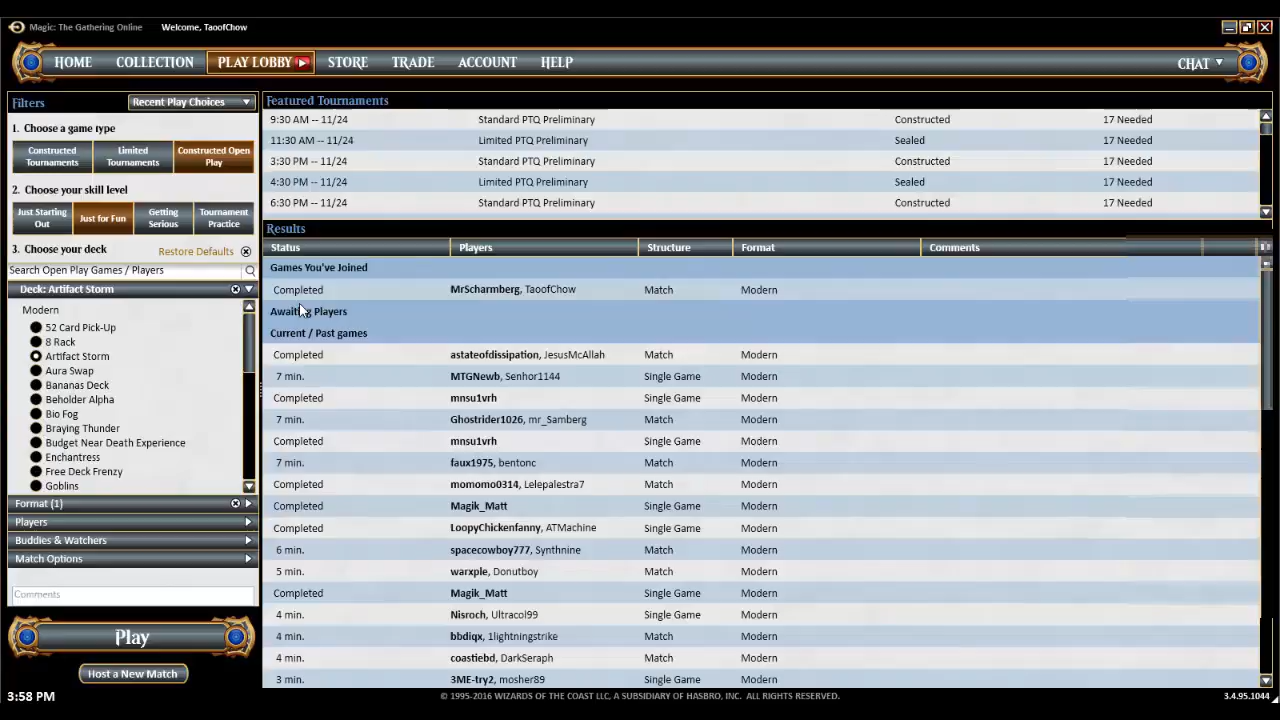 Magic: The Gathering Online Welcome, TaoofChow
HOME COLLECTION PLAY LOBBY STORE TRADE ACCOUNT HELP CHAT
Filters Recent Play Choices
1. Choose a game type
Constructed Tournaments Limited Tournaments Constructed Open Play
2. Choose your skill level
Just Starting Out Just for Fun Getting Serious Tournament Practice
3. Choose your deck Restore Defaults
Search Open Play Games / Players
Deck: Artifact Storm
Modern
52 Card Pick-Up
8 Rack
Artifact Storm
Aura Swap
Bananas Deck
Beholder Alpha
Bio Fog
Braying Thunder
Budget Near Death Experience
Enchantress
Free Deck Frenzy
Goblins
Format (1)
Players
Buddies & Watchers
Match Options
Comments
Play
Host a New Match
3:58 PM
Featured Tournaments
9:30 AM -- 11/24 Standard PTQ Preliminary Constructed 17 Needed
11:30 AM -- 11/24 Limited PTQ Preliminary Sealed 17 Needed
3:30 PM -- 11/24 Standard PTQ Preliminary Constructed 17 Needed
4:30 PM -- 11/24 Limited PTQ Preliminary Sealed 17 Needed
6:30 PM -- 11/24 Standard PTQ Preliminary Constructed 17 Needed
Results
Status Players Structure Format Comments
Games You've Joined
Completed MrScharmberg, TaoofChow Match Modern
Awaiting Players
Current / Past games
Completed astateofdissipation, JesusMcAllah Match Modern
7 min. MTGNewb, Senhor1144 Single Game Modern
Completed mnsu1vrh Single Game Modern
7 min. Ghostrider1026, mr_Samberg Match Modern
Completed mnsu1vrh Single Game Modern
7 min. faux1975, bentonc Match Modern
Completed momomo0314, Lelepalestra7 Match Modern
Completed Magik_Matt Single Game Modern
Completed LoopyChickenfanny, ATMachine Single Game Modern
6 min. spacecowboy777, Synthnine Match Modern
5 min. warxple, Donutboy Match Modern
Completed Magik_Matt Single Game Modern
4 min. Nisroch, Ultracol99 Single Game Modern
4 min. bbdiqx, 1lightningstrike Match Modern
4 min. coastiebd, DarkSeraph Match Modern
3 min. 3ME-try2, mosher89 Single Game Modern
© 1995-2016 WIZARDS OF THE COAST LLC, A SUBSIDIARY OF HASBRO, INC. ALL RIGHTS RESERVED.
3.4.95.1044